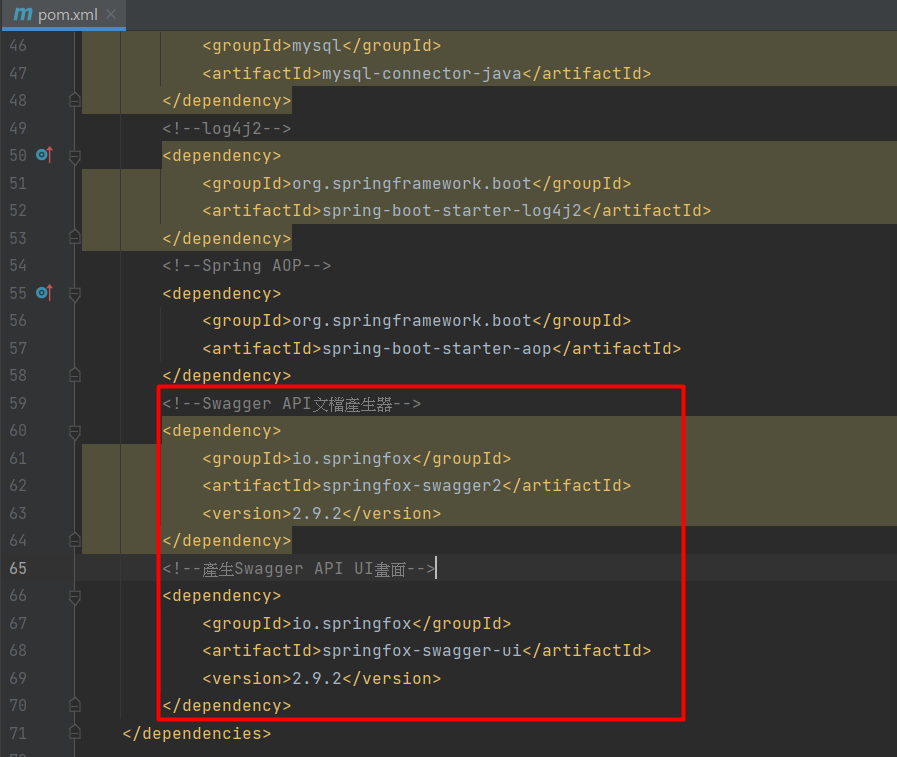 pom.xml
46 <groupId>mysql</groupId>
47 <artifactId>mysql-connector-java</artifactId>
48 </dependency>
49 <!--log4j2-->
50 <dependency>
51 <groupId>org.springframework.boot</groupId>
52 <artifactId>spring-boot-starter-log4j2</artifactId>
53 </dependency>
54 <!--Spring AOP-->
55 <dependency>
56 <groupId>org.springframework.boot</groupId>
57 <artifactId>spring-boot-starter-aop</artifactId>
58 </dependency>
59 <!--Swagger API文檔產生器-->
60 <dependency>
61 <groupId>io.springfox</groupId>
62 <artifactId>springfox-swagger2</artifactId>
63 <version>2.9.2</version>
64 </dependency>
65 <!--產生Swagger API UI畫面-->
66 <dependency>
67 <groupId>io.springfox</groupId>
68 <artifactId>springfox-swagger-ui</artifactId>
69 <version>2.9.2</version>
70 </dependency>
71 </dependencies>